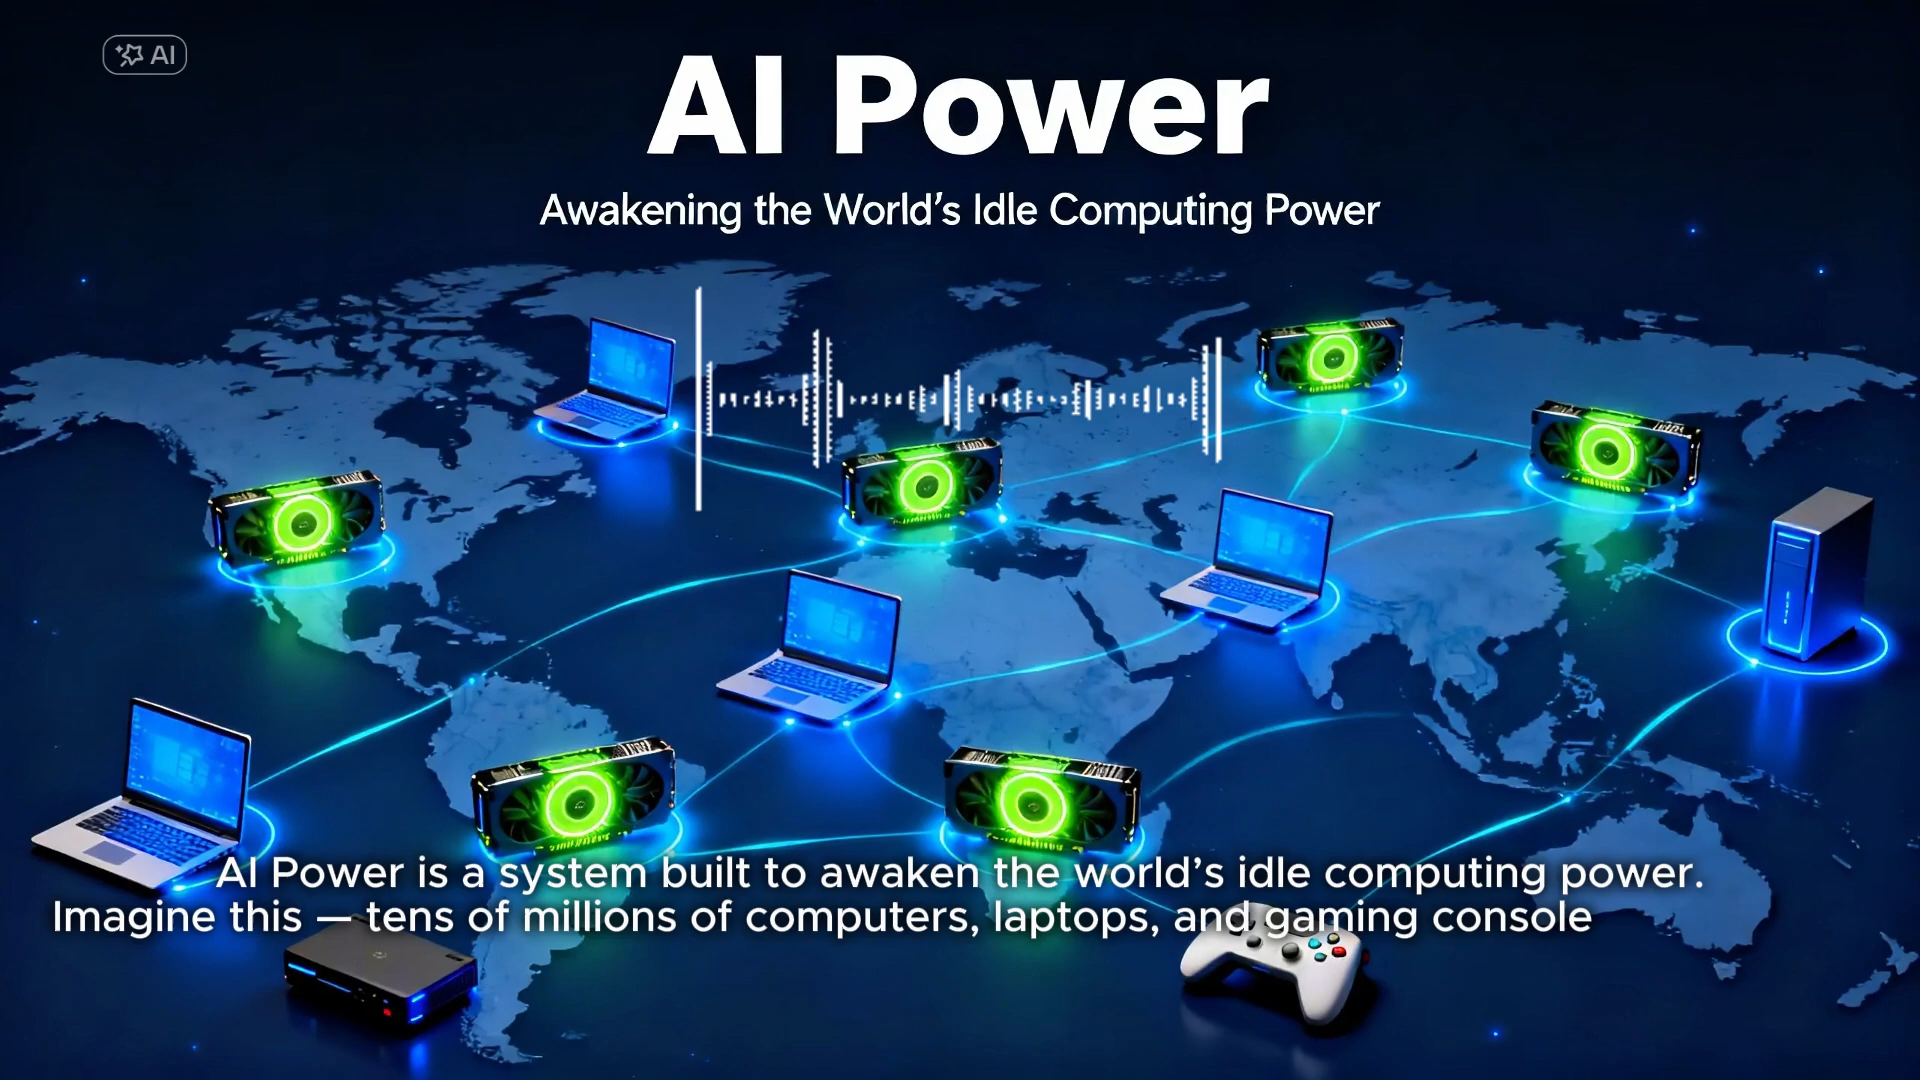 AI
AI Power
Awakening the World's Idle Computing Power
AI Power is a system built to awaken the world's idle computing power.
Imagine this — tens of millions of computers, laptops, and gaming console